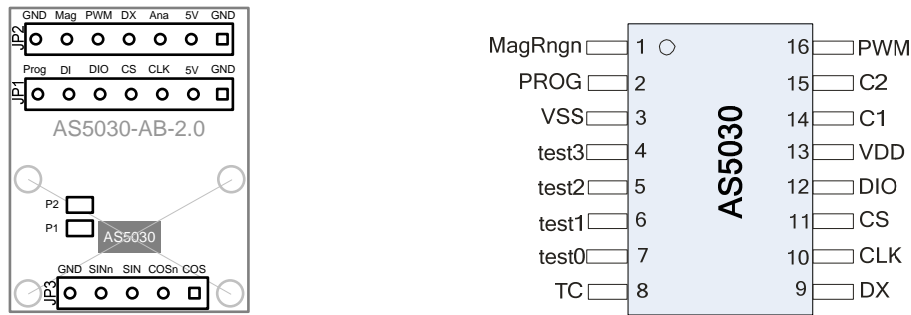 GND Mag PWM DX Ana 5V GND
JP2
Prog DI DIO CS CLK 5V GND
JP1
AS5030-AB-2.0
P2
P1
AS5030
GND SINn SIN COSn COS
JP3
MagRngn 1 16 PWM
PROG 2 15 C2
VSS 3 14 C1
test3 4 13 VDD
test2 5 12 DIO
test1 6 11 CS
test0 7 10 CLK
TC 8 9 DX
AS5030